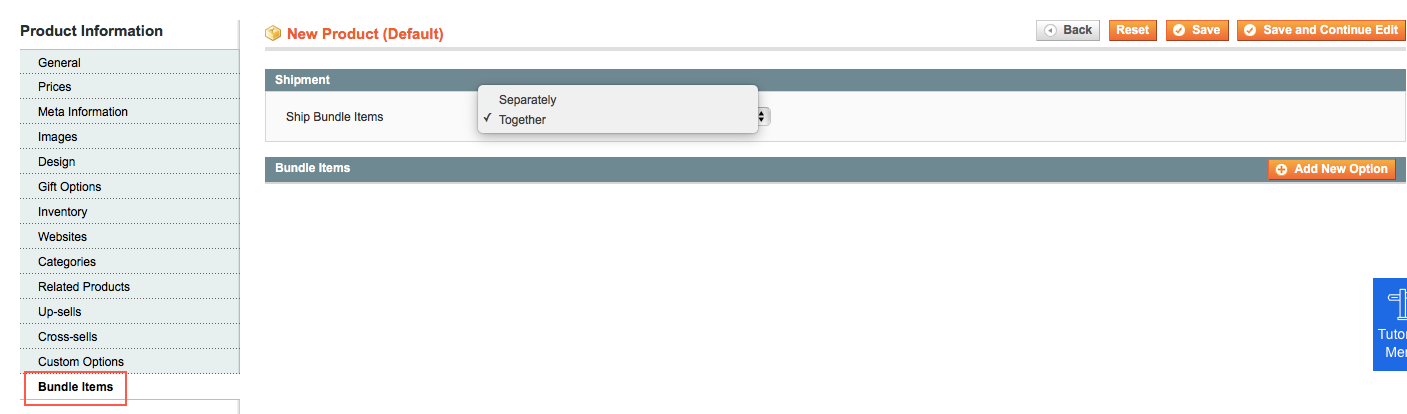 Product Information
General
Prices
Meta Information
Images
Design
Gift Options
Inventory
Websites
Categories
Related Products
Up-sells
Cross-sells
Custom Options
Bundle Items
New Product (Default)
Back
Reset
Save
Save and Continue Edit
Shipment
Ship Bundle Items
Separately
✓ Together
Bundle Items
Add New Option